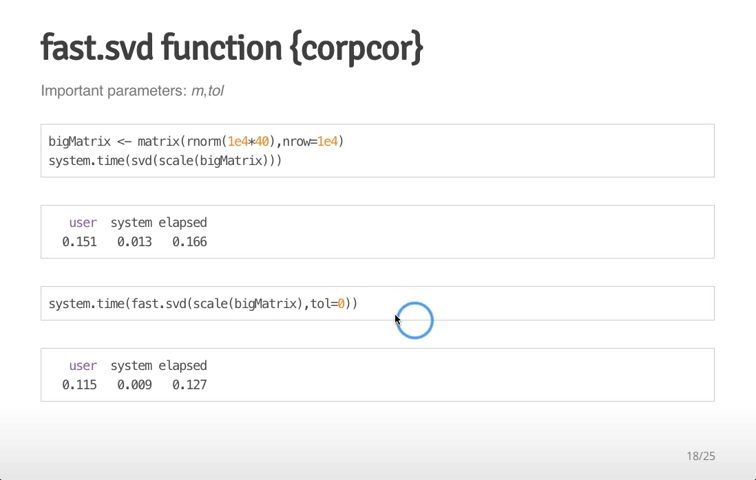 fast.svd function {corpcor}
Important parameters: m,tol
bigMatrix <- matrix(rnorm(1e4*40),nrow=1e4)
system.time(svd(scale(bigMatrix)))
user system elapsed
0.151 0.013 0.166
system.time(fast.svd(scale(bigMatrix),tol=0))
user system elapsed
0.115 0.009 0.127
18/25